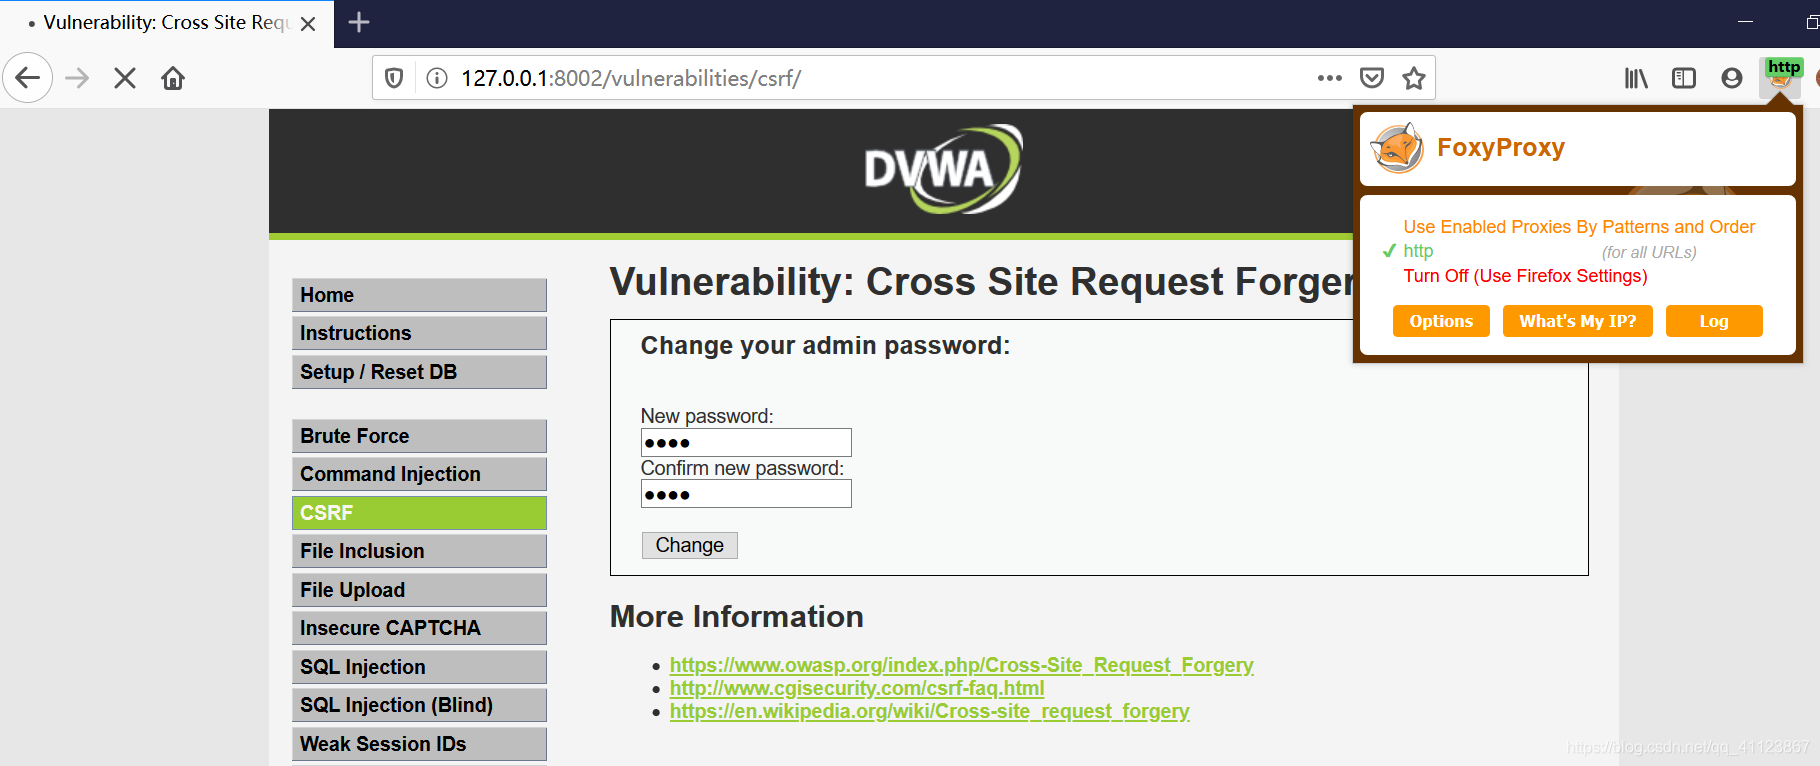 Vulnerability: Cross Site Requ
127.0.0.1:8002/vulnerabilities/csrf/
http
DVWA
FoxyProxy
Use Enabled Proxies By Patterns and Order
http (for all URLs)
Turn Off (Use Firefox Settings)
Options What's My IP? Log
Home
Instructions
Setup / Reset DB
Brute Force
Command Injection
CSRF
File Inclusion
File Upload
Insecure CAPTCHA
SQL Injection
SQL Injection (Blind)
Weak Session IDs
Vulnerability: Cross Site Request Forger
Change your admin password:
New password:
Confirm new password:
Change
More Information
https://www.owasp.org/index.php/Cross-Site_Request_Forgery
http://www.cgisecurity.com/csrf-faq.html
https://en.wikipedia.org/wiki/Cross-site_request_forgery
https://blog.csdn.net/qq_41123867